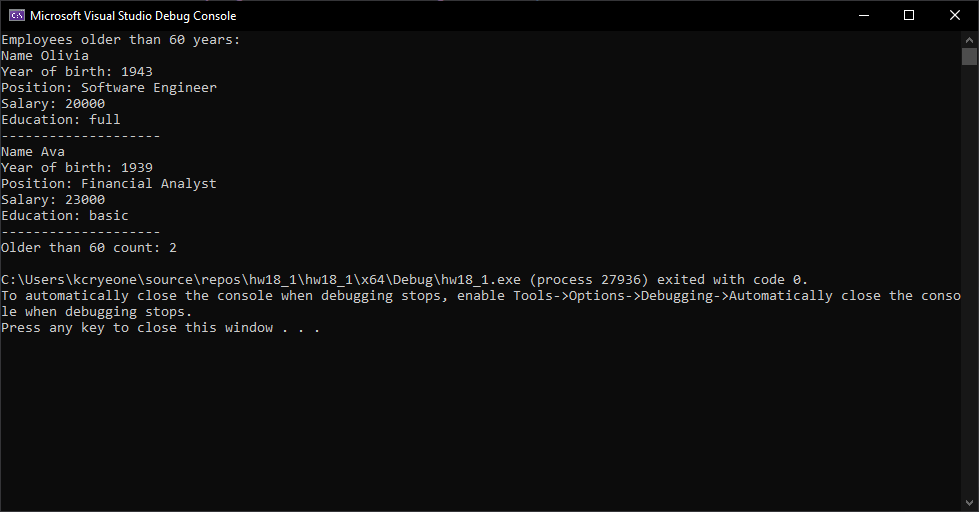 Microsoft Visual Studio Debug Console
Employees older than 60 years:
Name Olivia
Year of birth: 1943
Position: Software Engineer
Salary: 20000
Education: full
--------------------
Name Ava
Year of birth: 1939
Position: Financial Analyst
Salary: 23000
Education: basic
--------------------
Older than 60 count: 2

C:\Users\kcryeone\source\repos\hw18_1\hw18_1\x64\Debug\hw18_1.exe (process 27936) exited with code 0.
To automatically close the console when debugging stops, enable Tools->Options->Debugging->Automatically close the conso
le when debugging stops.
Press any key to close this window . . .